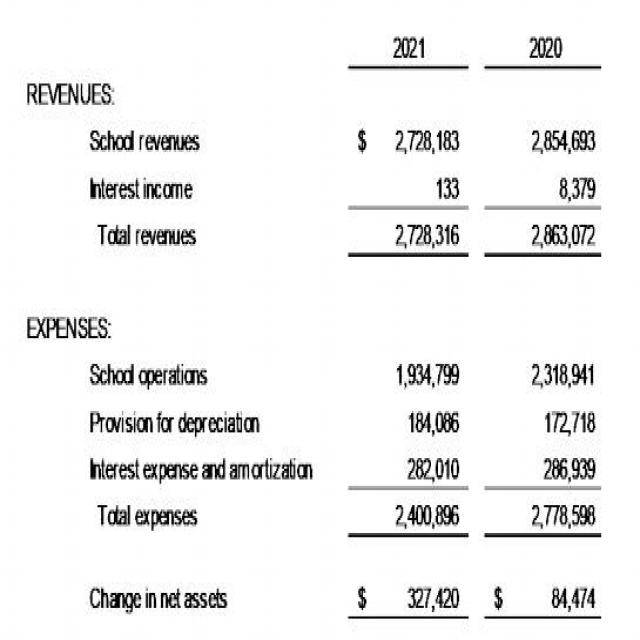 2021 2020
REVENUES:
School revenues $ 2,728,183 2,854,693
Interest income 133 8,379
Total revenues 2,728,316 2,863,072
EXPENSES:
School operations 1,934,799 2,318,941
Provision for depreciation 184,086 172,718
Interest expense and amortization 282,010 286,939
Total expenses 2,400,896 2,778,598
Change in net assets $ 327,420 $ 84,474